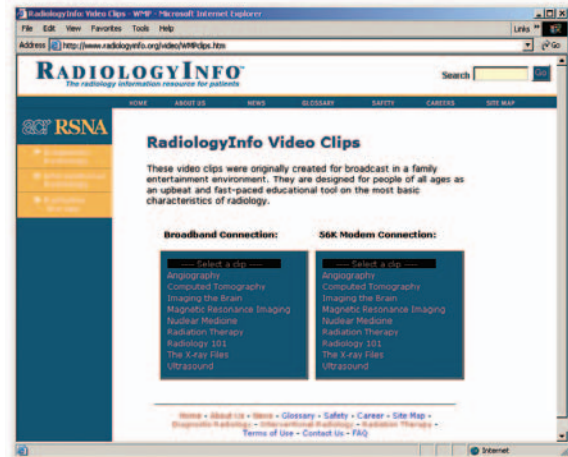 RadiologyInfo: Video Clips - WMP - Microsoft Internet Explorer
File Edit View Favorites Tools Help
Links »
Address http://www.radiologyinfo.org/video/WMPclips.htm
Go
RADIOLOGYINFO™
The radiology information resource for patients
Search
Go
HOME ABOUT US NEWS GLOSSARY SAFETY CAREERS SITE MAP
acr RSNA
RadiologyInfo Video Clips
These video clips were originally created for broadcast in a family
entertainment environment. They are designed for people of all ages as
an upbeat and fast-paced educational tool on the most basic
characteristics of radiology.
Broadband Connection: 56K Modem Connection:
---- Select a clip ---- ---- Select a clip ----
Angiography Angiography
Computed Tomography Computed Tomography
Imaging the Brain Imaging the Brain
Magnetic Resonance Imaging Magnetic Resonance Imaging
Nuclear Medicine Nuclear Medicine
Radiation Therapy Radiation Therapy
Radiology 101 Radiology 101
The X-ray Files The X-ray Files
Ultrasound Ultrasound
Home - About Us - News - Glossary - Safety - Career - Site Map -
Diagnostic Radiology - Interventional Radiology - Radiation Therapy -
Terms of Use - Contact Us - FAQ
Internet